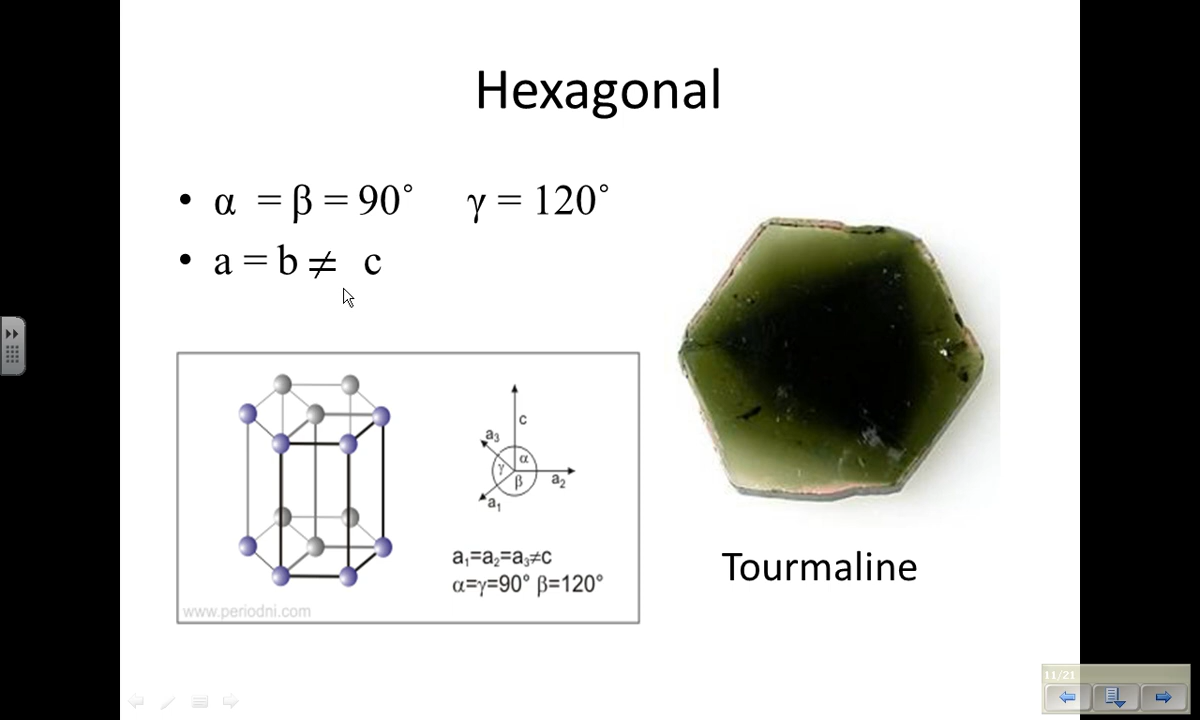 Hexagonal
• α = β = 90° γ = 120°
• a = b ≠ c
c
a₃
α
γ
β
a₂
a₁
a₁=a₂=a₃≠c
α=γ=90° β=120°
www.periodni.com
Tourmaline
11/21